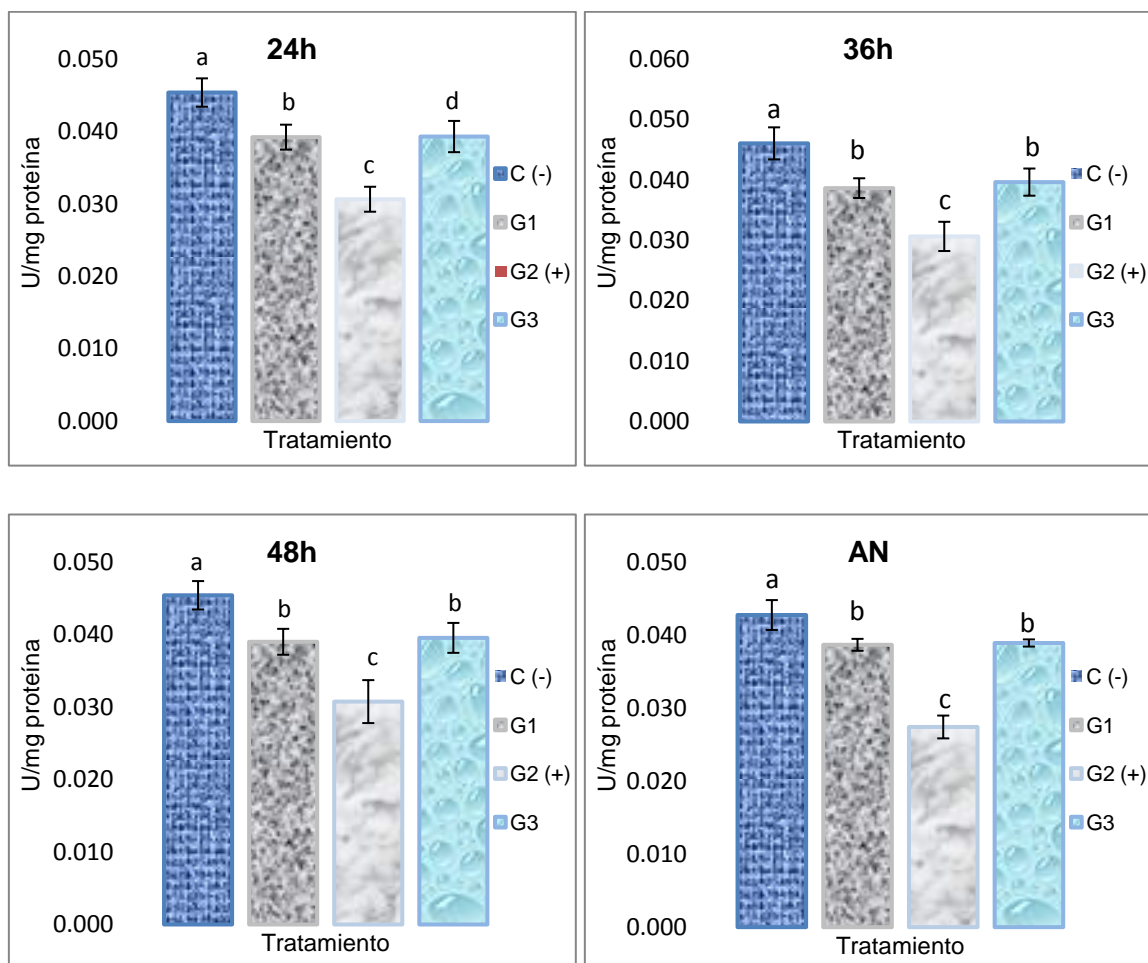 24h
U/mg proteína
0.050
0.040
0.030
0.020
0.010
0.000
a
b
c
d
Tratamiento
C (-)
G1
G2 (+)
G3
36h
U/mg proteína
0.060
0.050
0.040
0.030
0.020
0.010
0.000
a
b
c
b
Tratamiento
C (-)
G1
G2 (+)
G3
48h
U/mg proteína
0.050
0.040
0.030
0.020
0.010
0.000
a
b
c
b
Tratamiento
C (-)
G1
G2 (+)
G3
AN
U/mg proteína
0.050
0.040
0.030
0.020
0.010
0.000
a
b
c
b
Tratamiento
C (-)
G1
G2 (+)
G3